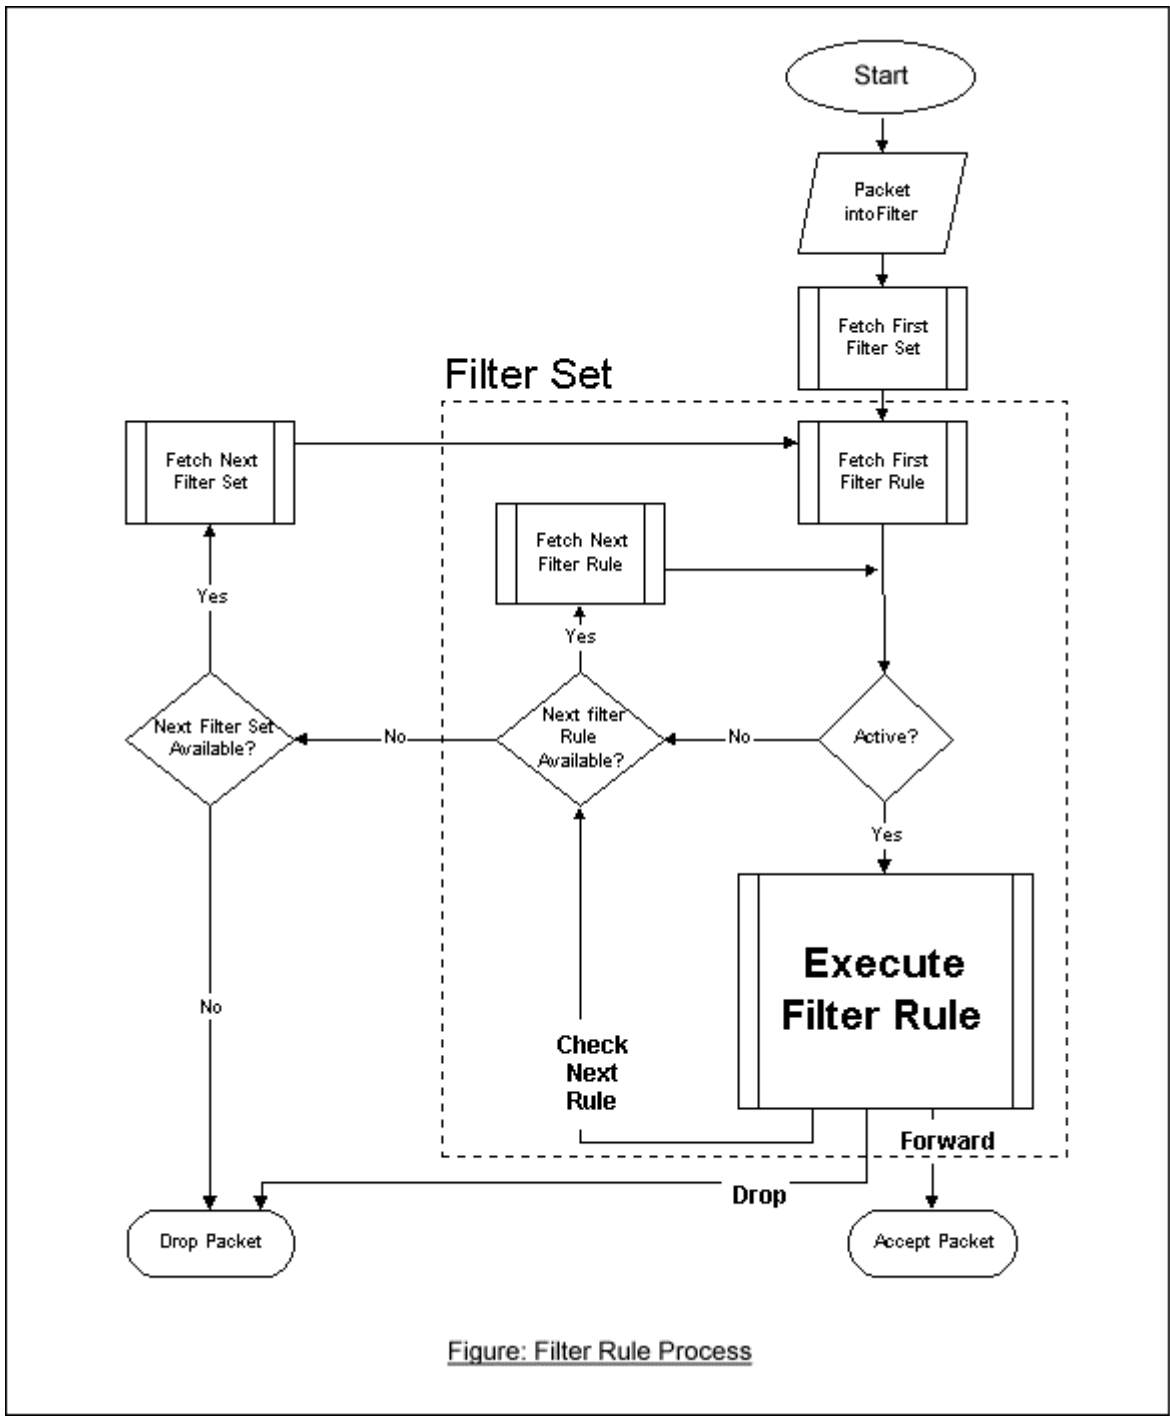 Start
Packet
intoFilter
Fetch First
Filter Set
Filter Set
Fetch Next
Filter Set
Fetch First
Filter Rule
Fetch Next
Filter Rule
Yes
Yes
Next Filter Set
Available?
No
Next filter
Rule
Available?
No
Active?
Yes
Execute
Filter Rule
No
Check
Next
Rule
Forward
Drop
Drop Packet
Accept Packet
Figure: Filter Rule Process